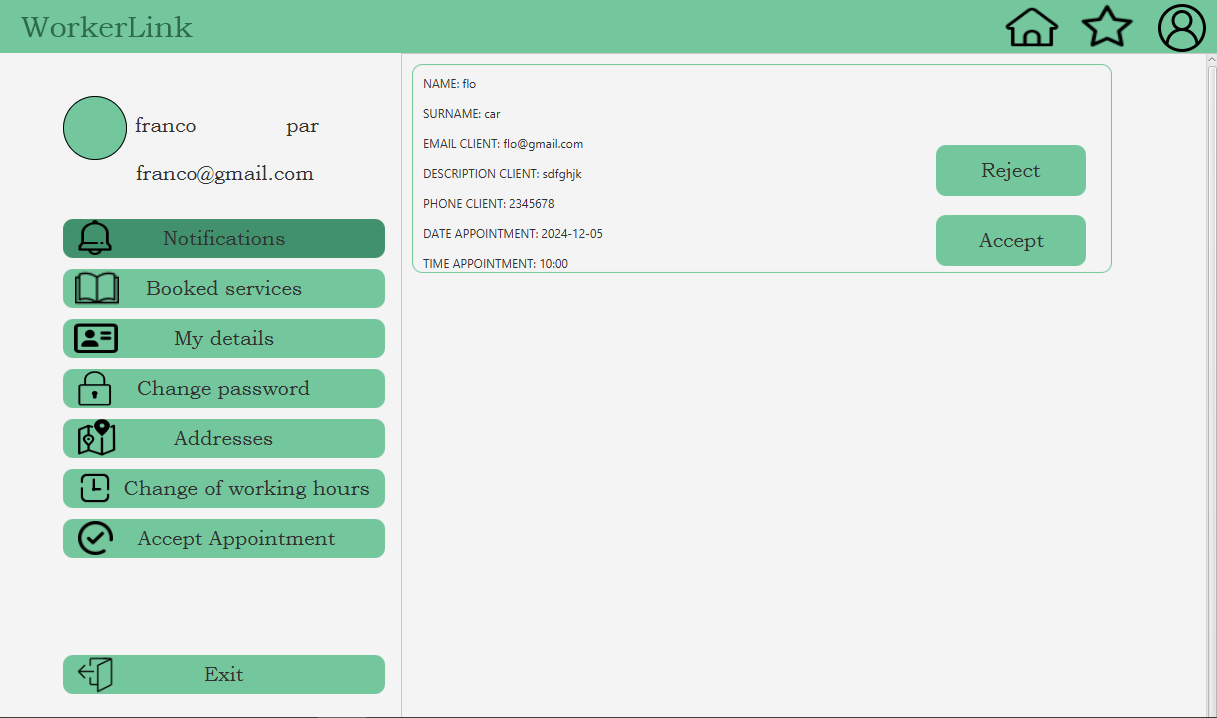 WorkerLink
franco par
franco@gmail.com
Notifications
Booked services
My details
Change password
Addresses
Change of working hours
Accept Appointment
Exit
NAME: flo
SURNAME: car
EMAIL CLIENT: flo@gmail.com
DESCRIPTION CLIENT: sdfghjk
PHONE CLIENT: 2345678
DATE APPOINTMENT: 2024-12-05
TIME APPOINTMENT: 10:00
Reject
Accept